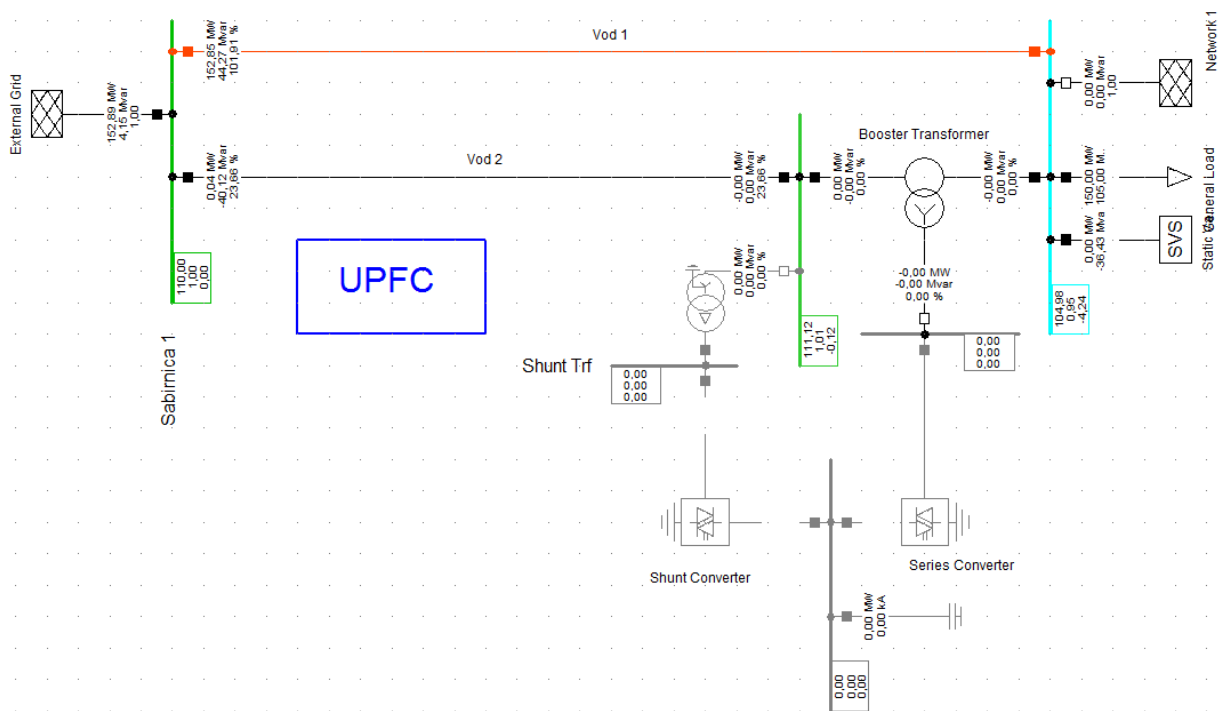 Vod 1
External Grid
152,89 MW
4,15 Mvar
1,00
152,85 MW
44,27 Mvar
101,91 %
0,00 MW
0,00 Mvar
1,00
Network 1
Booster Transformer
Vod 2
0,04 MW
-40,12 Mvar
23,66 %
-0,00 MW
0,00 Mvar
23,66 %
0,00 MW
-0,00 Mvar
0,00 %
-0,00 MW
0,00 Mvar
0,00 %
150,00 MW
105,00 M..
General Load
0,00 MW
-36,43 Mva
SVS
UPFC
0,00 MW
0,00 Mvar
0,00 %
-0,00 MW
-0,00 Mvar
0,00 %
110,00
1,00
0,00
Sabirnica 1
111,12
1,01
-0,12
104,98
0,95
-4,24
Shunt Trf
0,00
0,00
0,00
0,00
0,00
0,00
Shunt Converter
Series Converter
0,00 MW
0,00 kA
0,00
0,00
0,00